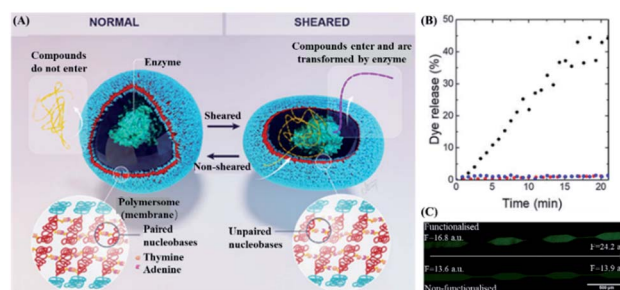 (A)
NORMAL
SHEARED
Compounds
do not enter
Enzyme
Compounds enter and are
transformed by enzyme
Sheared
Non-sheared
Polymersome
(membrane)
Paired
nucleobases
Unpaired
nucleobases
Thymine
Adenine
(B)
50
40
30
20
10
0
Dye release (%)
0 5 10 15 20
Time (min)
(C)
Functionalised
F=16.8 a.u.
F=24.2 a
F=13.6 a.u.
F=13.9 a
Non-functionalised